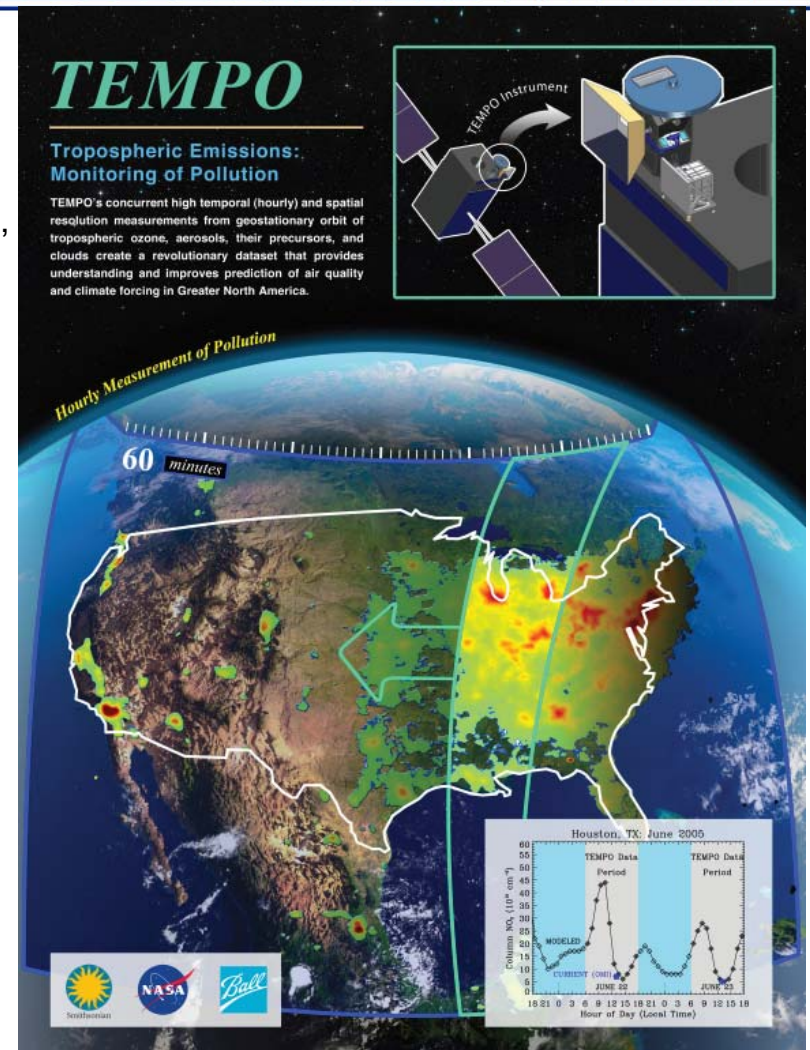 TEMPO
Tropospheric Emissions:
Monitoring of Pollution
TEMPO's concurrent high temporal (hourly) and spatial
resolution measurements from geostationary orbit of
tropospheric ozone, aerosols, their precursors, and
clouds create a revolutionary dataset that provides
understanding and improves prediction of air quality
and climate forcing in Greater North America.
TEMPO Instrument
,
Hourly Measurement of Pollution
60 minutes
Houston, TX: June 2005
TEMPO Data TEMPO Data
Period Period
60
55
50
45
40
35
30
25
20
15
10
5
0
MODELED
CURRENT (OMI)
JUNE 22 JUNE 23
18 21 0 3 6 9 12 15 18 21 0 3 6 9 12 15 18
Hour of Day (Local Time)
Smithsonian
NASA
Ball